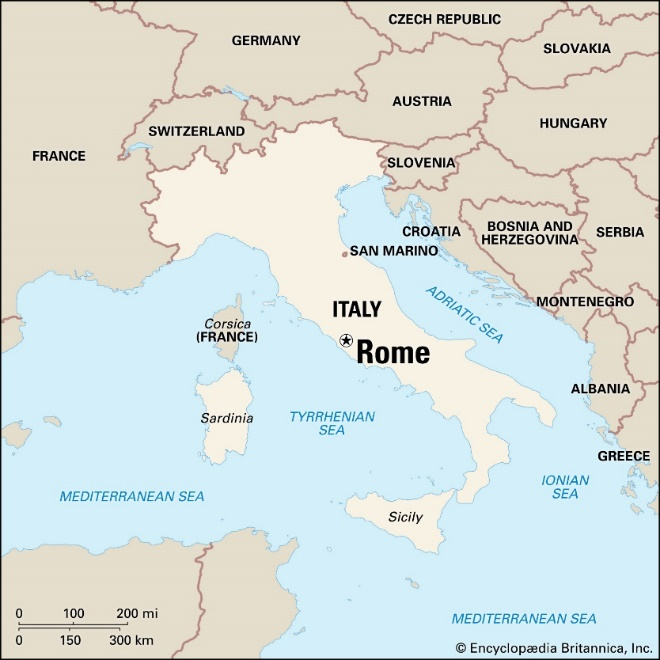 CZECH REPUBLIC
GERMANY
SLOVAKIA
AUSTRIA
HUNGARY
SWITZERLAND
FRANCE
SLOVENIA
CROATIA
BOSNIA AND
HERZEGOVINA
SERBIA
SAN MARINO
ADRIATIC SEA
MONTENEGRO
ITALY
Corsica
(FRANCE)
Rome
ALBANIA
Sardinia
TYRRHENIAN
SEA
GREECE
IONIAN
SEA
MEDITERRANEAN SEA
Sicily
0 100 200 mi
0 150 300 km
MEDITERRANEAN SEA
© Encyclopædia Britannica, Inc.